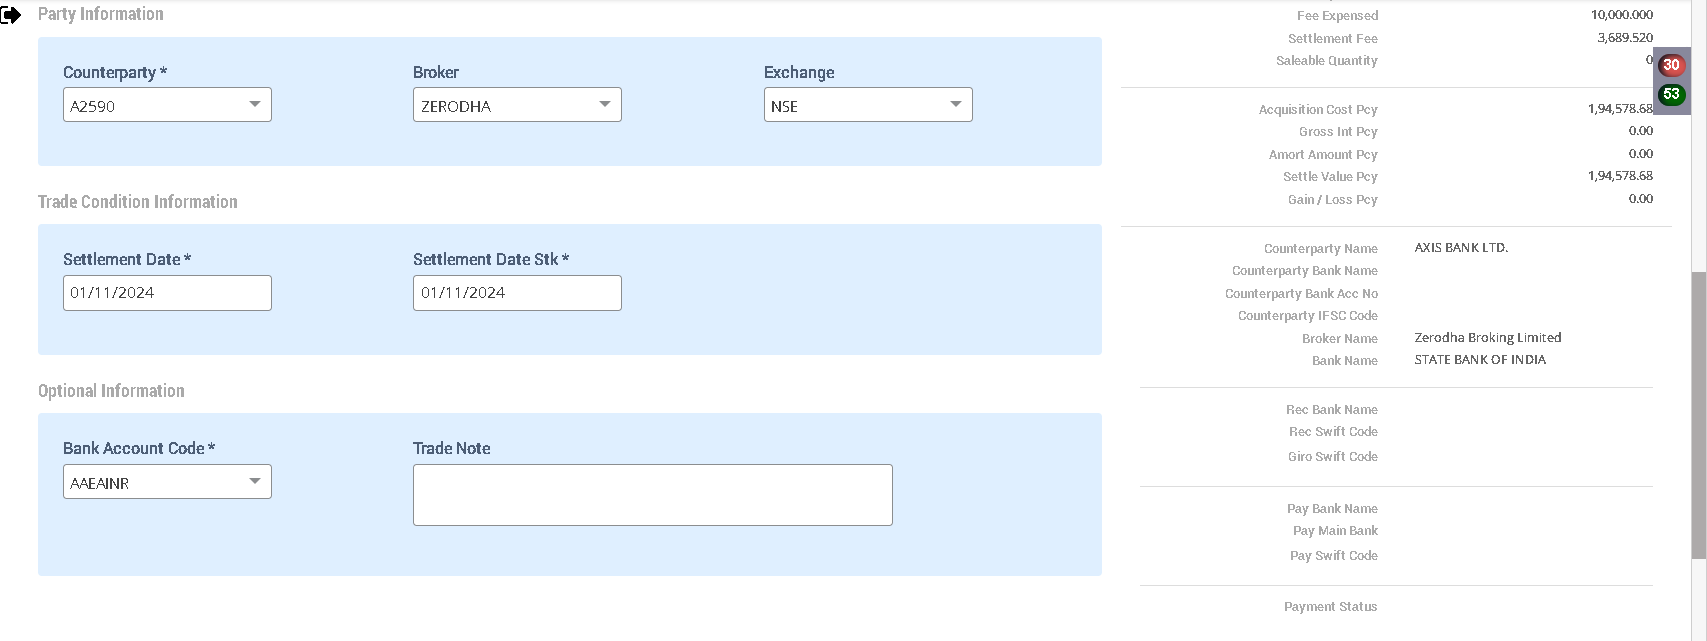 Party Information
Counterparty *
Broker
Exchange
A2590
ZERODHA
NSE
Trade Condition Information
Settlement Date *
Settlement Date Stk *
01/11/2024
01/11/2024
Optional Information
Bank Account Code *
Trade Note
AAEAINR
Fee Expensed 10,000.000
Settlement Fee 3,689.520
Saleable Quantity 0
30
53
Acquisition Cost Pcy 1,94,578.68
Gross Int Pcy 0.00
Amort Amount Pcy 0.00
Settle Value Pcy 1,94,578.68
Gain / Loss Pcy 0.00
Counterparty Name AXIS BANK LTD.
Counterparty Bank Name
Counterparty Bank Acc No
Counterparty IFSC Code
Broker Name Zerodha Broking Limited
Bank Name STATE BANK OF INDIA
Rec Bank Name
Rec Swift Code
Giro Swift Code
Pay Bank Name
Pay Main Bank
Pay Swift Code
Payment Status